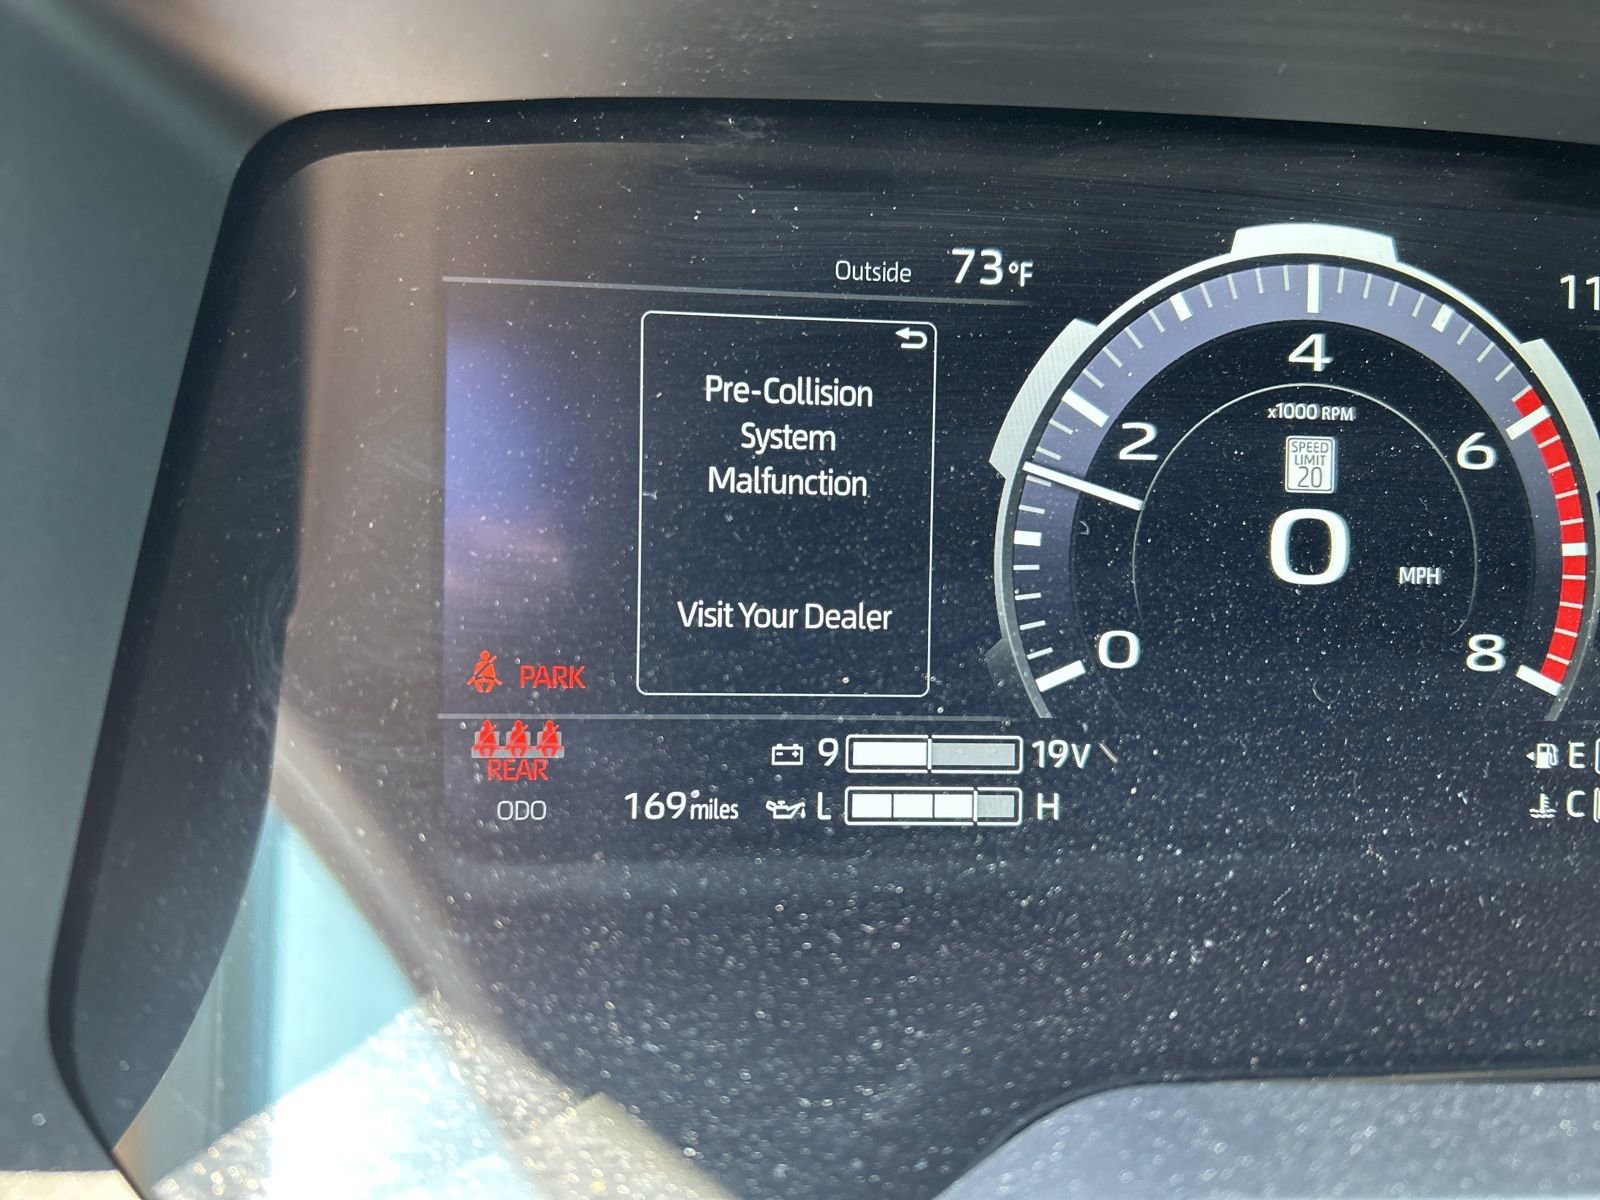 Outside 73°F
11
Pre-Collision
System
Malfunction
Visit Your Dealer
4
x1000 RPM
2
6
SPEED
LIMIT
20
0
MPH
0
8
PARK
REAR
9 19V
E
ODO 169 miles L H
C